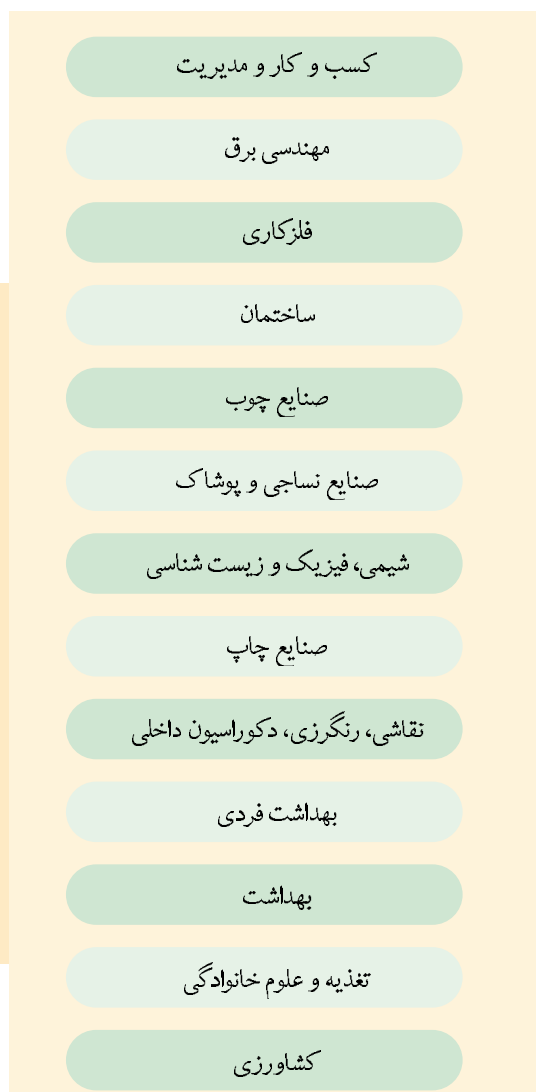 کسب و کار و مدیریت
مهندسی برق
فلزکاری
ساختمان
صنایع چوب
صنایع نساجی و پوشاک
شیمی، فیزیک و زیست شناسی
صنایع چاپ
نقاشی، رنگرزی، دکوراسیون داخلی
بهداشت فردی
بهداشت
تغذیه و علوم خانوادگی
کشاورزی